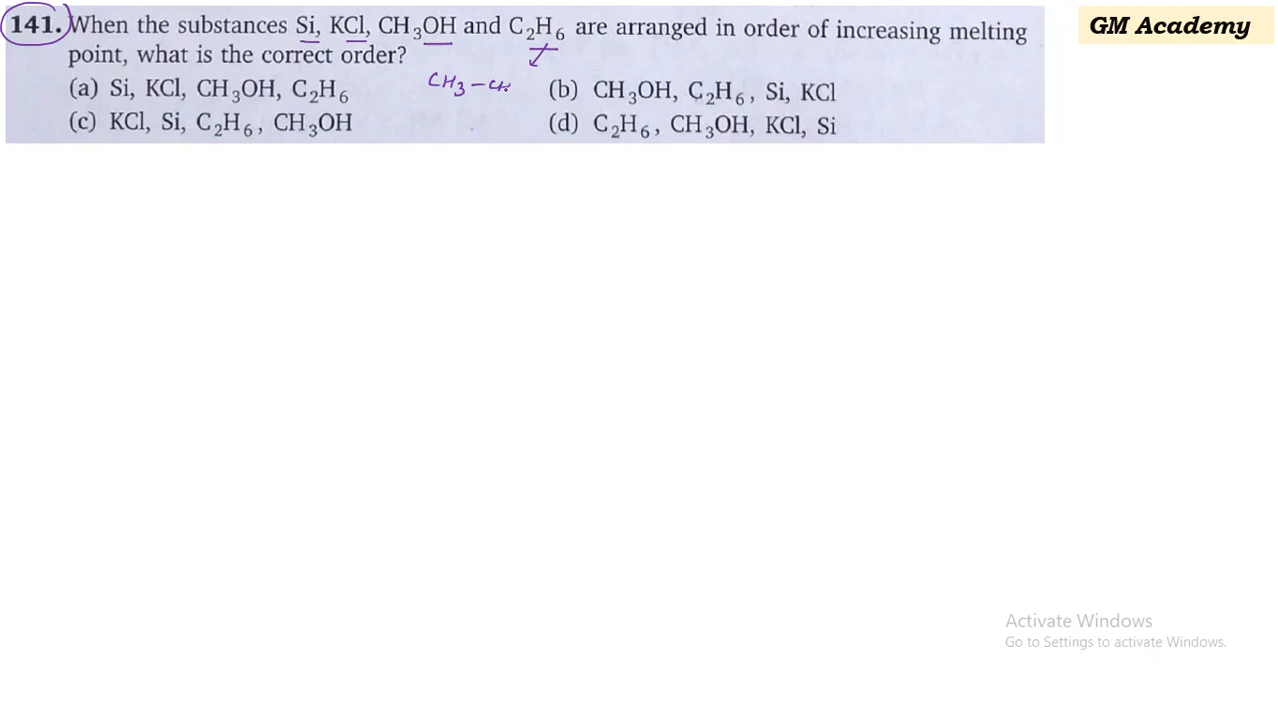 141. When the substances Si, KCl, CH₃OH and C₂H₆ are arranged in order of increasing melting
point, what is the correct order?
CH₃ – CH
(a) Si, KCl, CH₃OH, C₂H₆ (b) CH₃OH, C₂H₆, Si, KCl
(c) KCl, Si, C₂H₆, CH₃OH (d) C₂H₆, CH₃OH, KCl, Si
GM Academy
Activate Windows
Go to Settings to activate Windows.